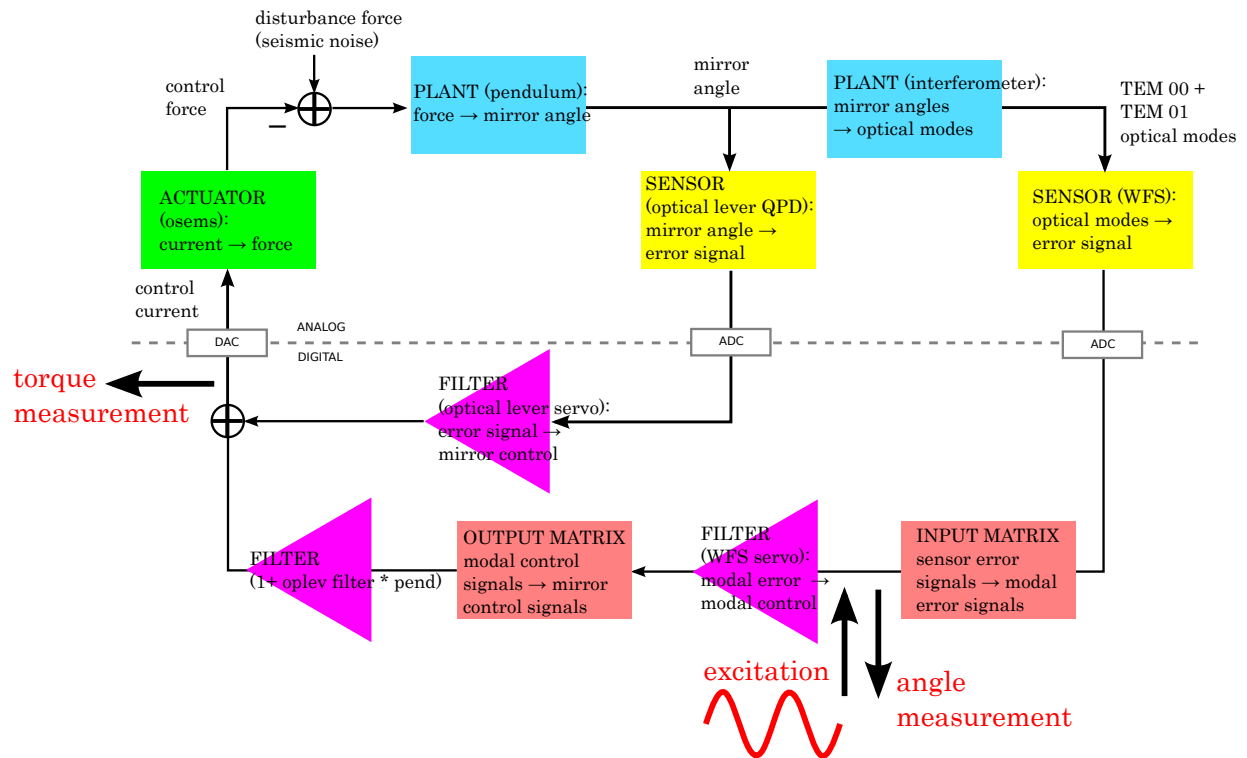 disturbance force
(seismic noise)
control
force
−
PLANT (pendulum):
force → mirror angle
mirror
angle
PLANT (interferometer):
mirror angles
→ optical modes
TEM 00 +
TEM 01
optical modes
ACTUATOR
(osems):
current → force
SENSOR
(optical lever QPD):
mirror angle →
error signal
SENSOR (WFS):
optical modes →
error signal
control
current
DAC
ANALOG
DIGITAL
ADC
ADC
torque
measurement
FILTER
(optical lever servo):
error signal →
mirror control
FILTER
(1+ oplev filter * pend)
OUTPUT MATRIX
modal control
signals → mirror
control signals
FILTER
(WFS servo):
modal error →
modal control
INPUT MATRIX
sensor error
signals → modal
error signals
excitation
angle
measurement